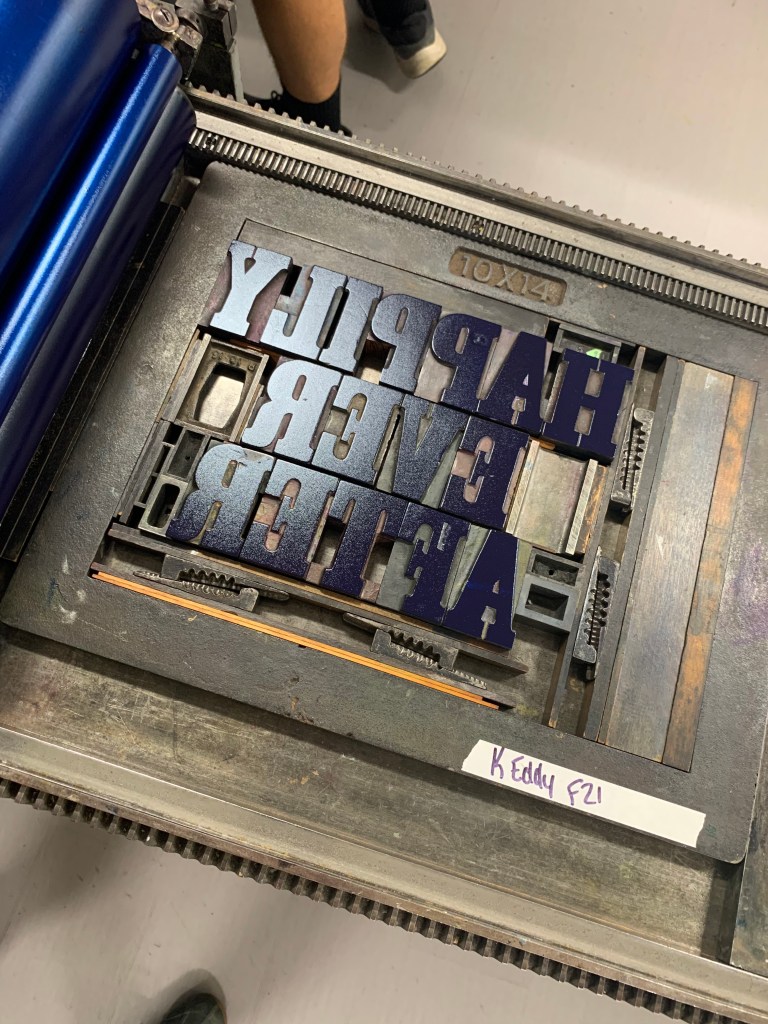 10X14
HAPPILY
EVER
AFTER
K Eddy F21